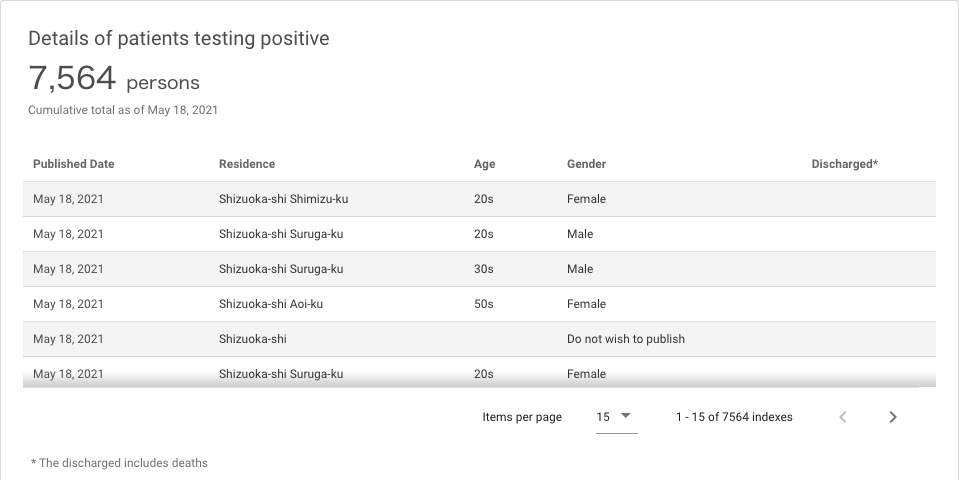 Details of patients testing positive
7,564 persons
Cumulative total as of May 18, 2021
Published Date Residence Age Gender Discharged*
May 18, 2021 Shizuoka-shi Shimizu-ku 20s Female
May 18, 2021 Shizuoka-shi Suruga-ku 20s Male
May 18, 2021 Shizuoka-shi Suruga-ku 30s Male
May 18, 2021 Shizuoka-shi Aoi-ku 50s Female
May 18, 2021 Shizuoka-shi Do not wish to publish
May 18, 2021 Shizuoka-shi Suruga-ku 20s Female
Items per page 15 1 - 15 of 7564 indexes
* The discharged includes deaths